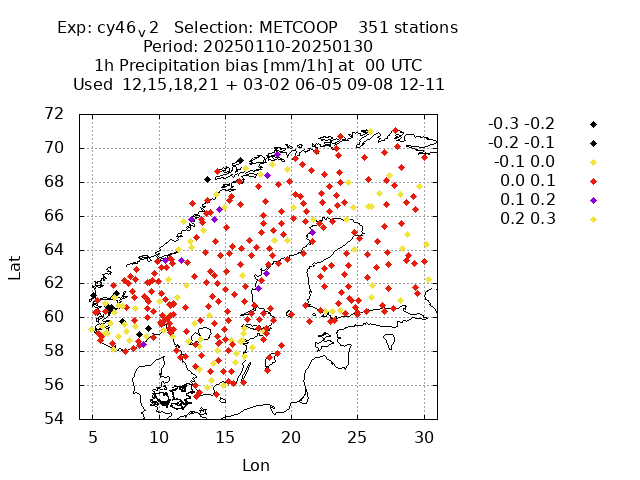 Exp: cy46v2 Selection: METCOOP 351 stations
Period: 20250110-20250130
1h Precipitation bias [mm/1h] at 00 UTC
Used 12,15,18,21 + 03-02 06-05 09-08 12-11
72
70
68
66
64
62
60
58
56
54
Lat
5 10 15 20 25 30
Lon
-0.3 -0.2
-0.2 -0.1
-0.1 0.0
0.0 0.1
0.1 0.2
0.2 0.3